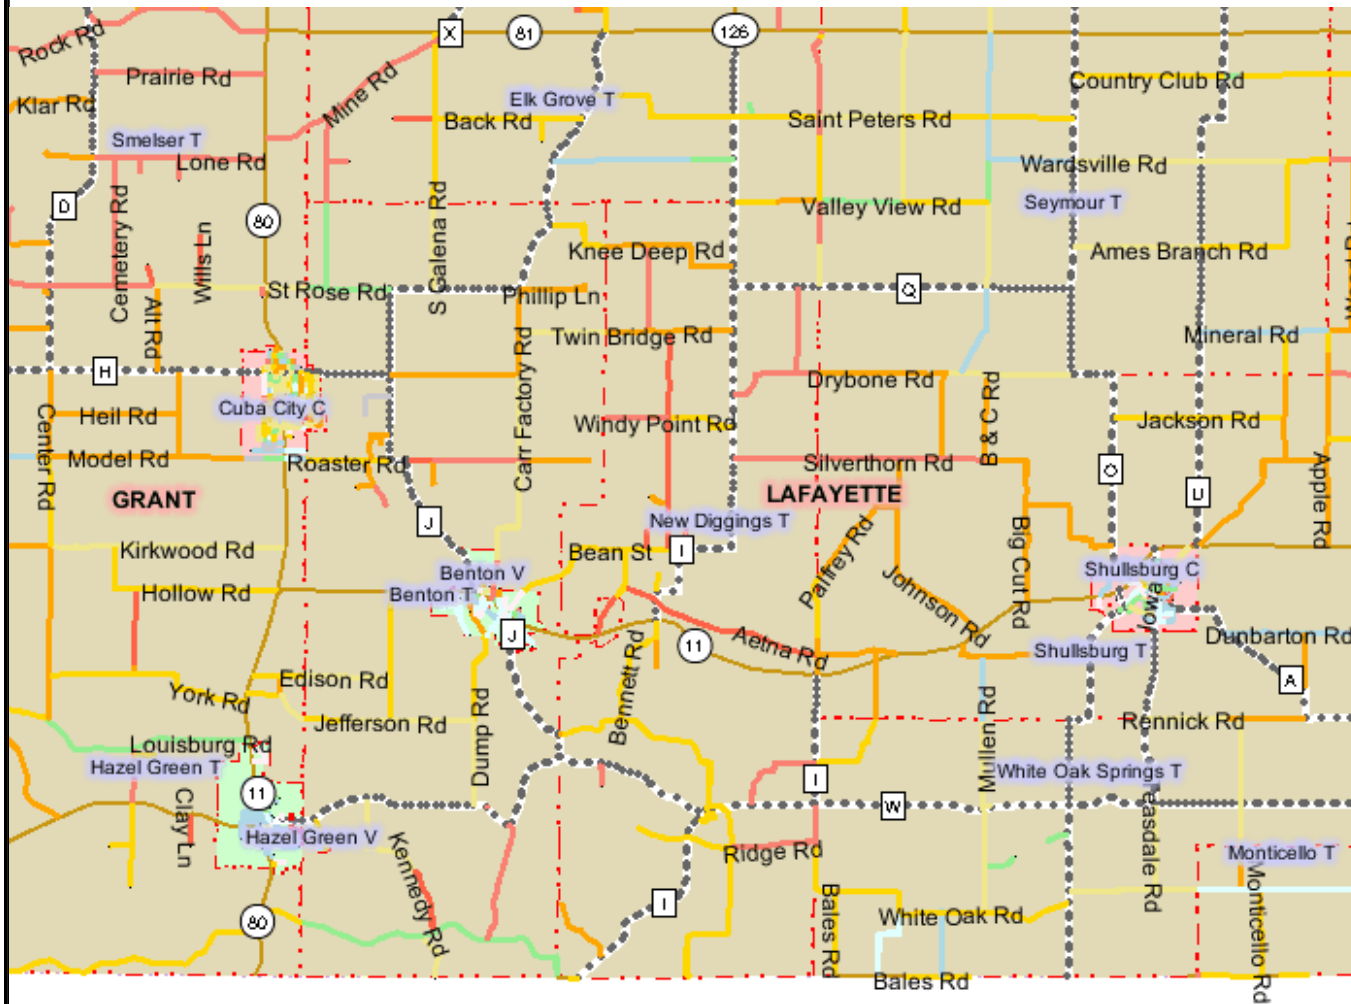 X
81
126
Rock Rd
Prairie Rd
Mine Rd
Country Club Rd
Klar Rd
Elk Grove T
Back Rd
Saint Peters Rd
Smelser T
Lone Rd
Wardsville Rd
D
Cemetery Rd
Wills Ln
80
S Galena Rd
Valley View Rd
Seymour T
Knee Deep Rd
Ames Branch Rd
St Rose Rd
Phillip Ln
Q
Alt Rd
Twin Bridge Rd
Mineral Rd
H
Drybone Rd
Cuba City C
Heil Rd
Center Rd
Carr Factory Rd
Windy Point Rd
B & C Rd
Jackson Rd
Model Rd
Roaster Rd
Silverthorn Rd
O
U
Apple Rd
GRANT
LAFAYETTE
J
New Diggings T
Kirkwood Rd
Bean St
I
Palfrey Rd
Big Cut Rd
Benton V
Shullsburg C
Hollow Rd
Benton T
Johnson Rd
Iowa
J
11
Aetna Rd
Dunbarton Rd
Shullsburg T
Edison Rd
A
York Rd
Bennett Rd
Jefferson Rd
Rennick Rd
Dump Rd
Mullen Rd
Louisburg Rd
Hazel Green T
White Oak Springs T
11
I
W
Clay Ln
Hazel Green V
Kennedy Rd
Ridge Rd
easdale Rd
Monticello T
80
I
Bales Rd
White Oak Rd
Monticello Rd
Bales Rd